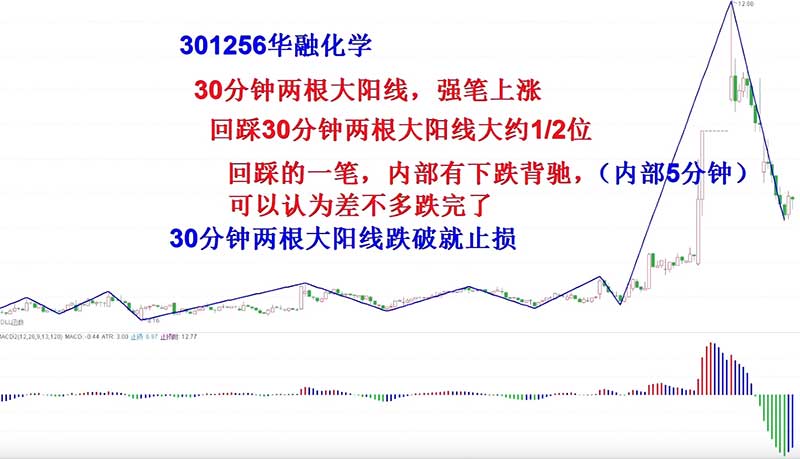 12.00
301256华融化学
30分钟两根大阳线，强笔上涨
回踩30分钟两根大阳线大约1/2位
回踩的一笔，内部有下跌背驰，（内部5分钟）
可以认为差不多跌完了
30分钟两根大阳线跌破就止损
8.16
MACD2(12,26,9,13,120) MACD: -0.44 ATR: 3.00 止损: 8.97 12.77